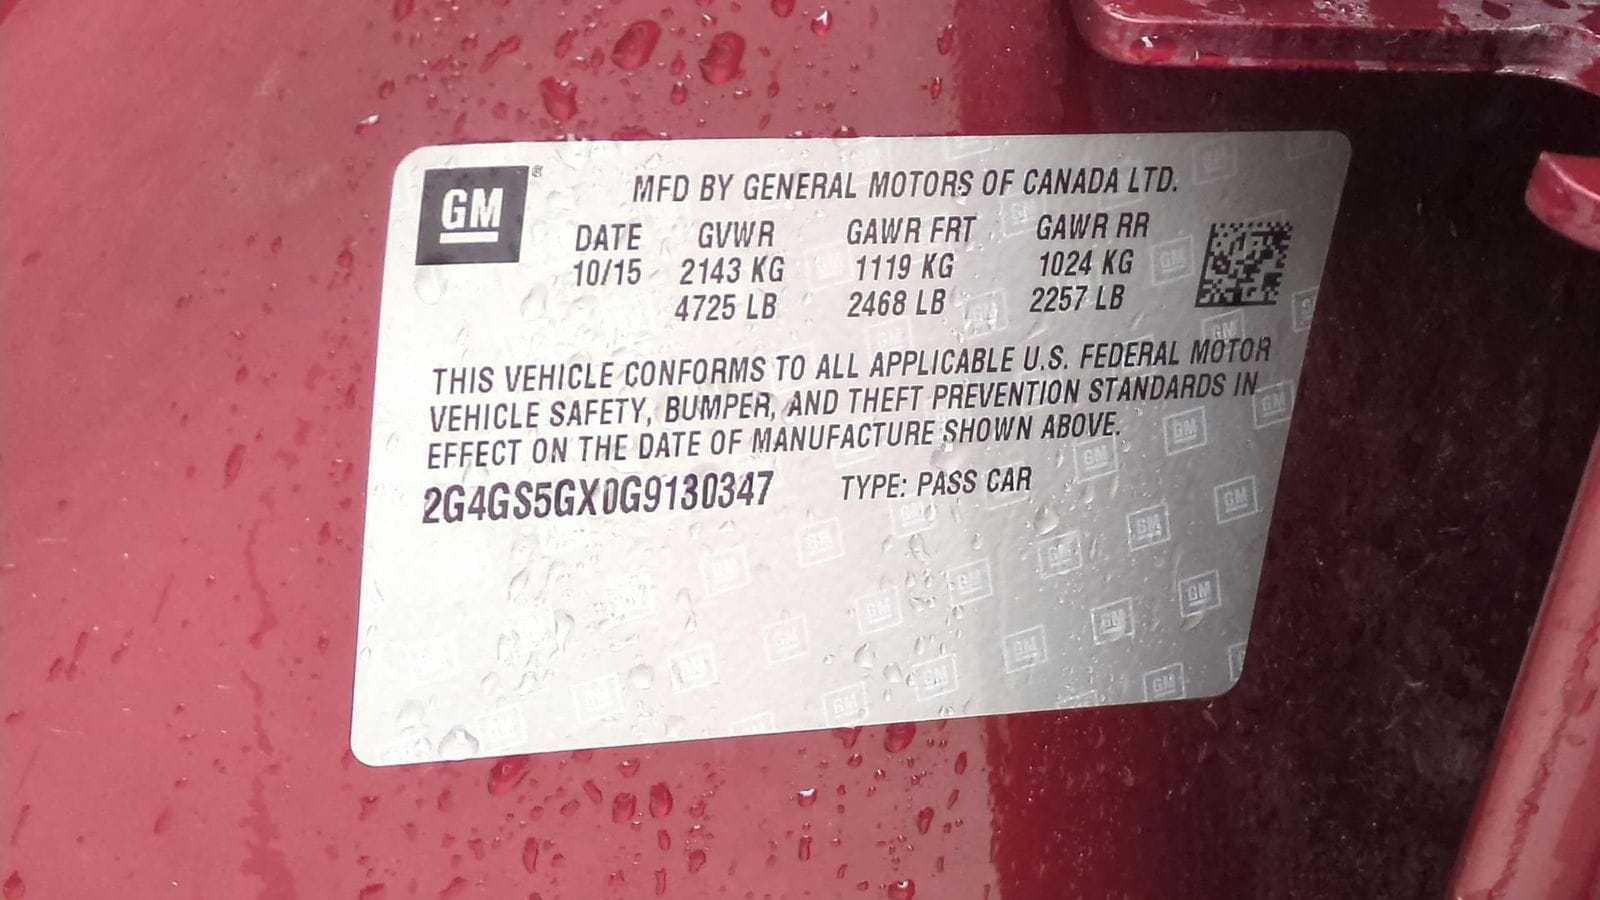 GM®
MFD BY GENERAL MOTORS OF CANADA LTD.
DATE GVWR GAWR FRT GAWR RR
10/15 2143 KG 1119 KG 1024 KG
4725 LB 2468 LB 2257 LB
THIS VEHICLE CONFORMS TO ALL APPLICABLE U.S. FEDERAL MOTOR
VEHICLE SAFETY, BUMPER, AND THEFT PREVENTION STANDARDS IN
EFFECT ON THE DATE OF MANUFACTURE SHOWN ABOVE.
2G4GS5GX0G9130347 TYPE: PASS CAR